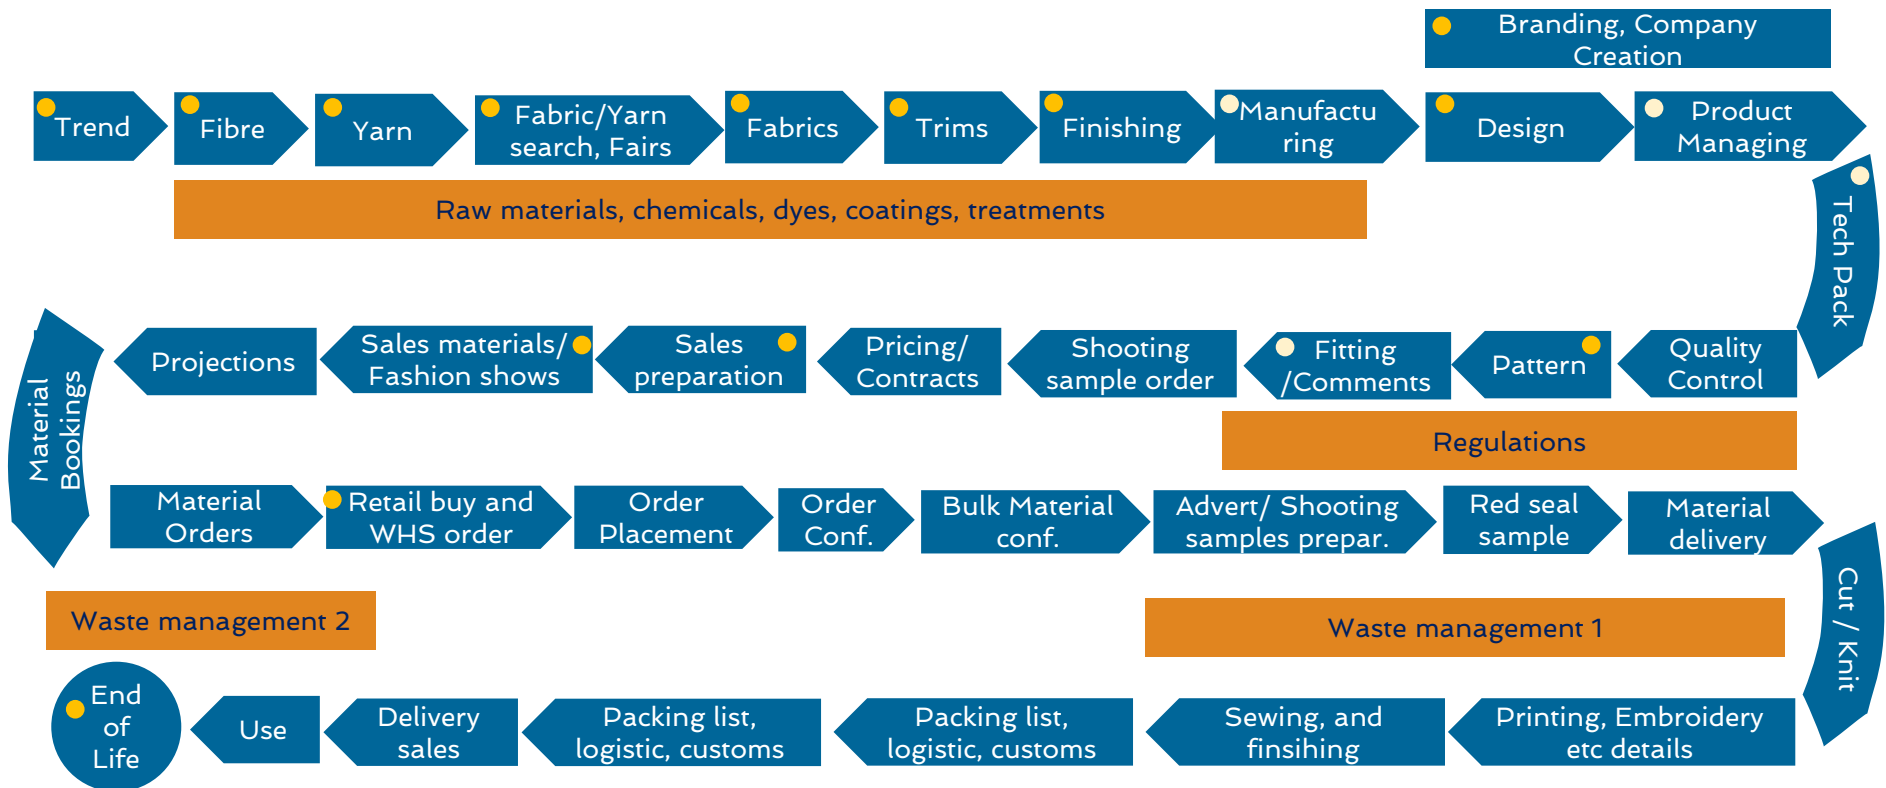 Branding, Company
Creation
Trend
Fibre
Yarn
Fabric/Yarn
search, Fairs
Fabrics
Trims
Finishing
Manufactu
ring
Design
Product
Managing
Raw materials, chemicals, dyes, coatings, treatments
Tech Pack
Quality
Control
Pattern
Fitting
/Comments
Shooting
sample order
Pricing/
Contracts
Sales
preparation
Sales materials/
Fashion shows
Projections
Regulations
Material
Bookings
Material
Orders
Retail buy and
WHS order
Order
Placement
Order
Conf.
Bulk Material
conf.
Advert/ Shooting
samples prepar.
Red seal
sample
Material
delivery
Cut / Knit
Waste management 1
Waste management 2
Printing, Embroidery
etc details
Sewing, and
finsihing
Packing list,
logistic, customs
Packing list,
logistic, customs
Delivery
sales
Use
End
of
Life